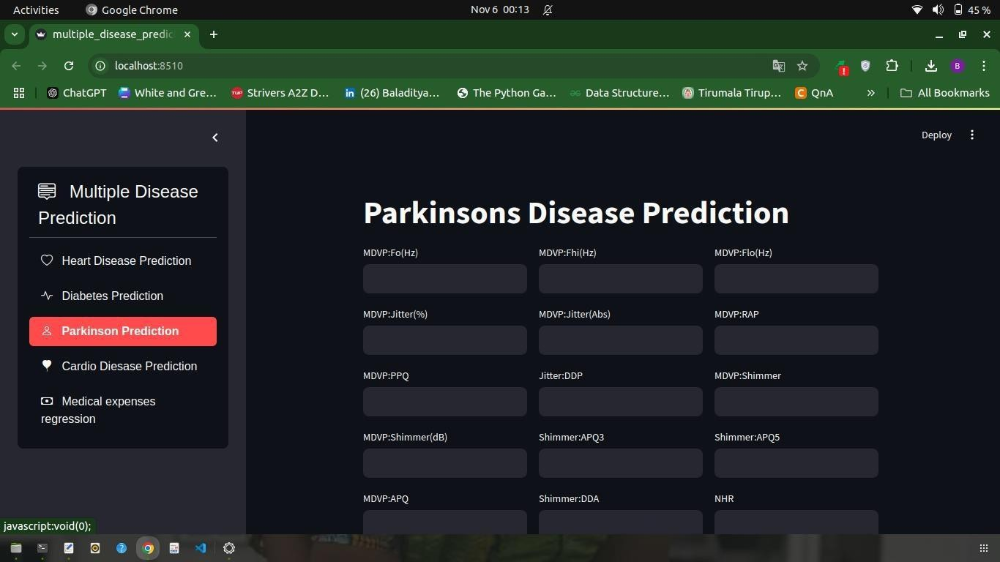 Activities
Google Chrome
Nov 6 00:13
45 %
multiple_disease_predic
localhost:8510
ChatGPT
White and Gre...
Strivers A2Z D...
(26) Baladitya...
The Python Ga...
Data Structure...
Tirumala Tirup...
QnA
All Bookmarks
Deploy
Multiple Disease
Prediction
Heart Disease Prediction
Diabetes Prediction
Parkinson Prediction
Cardio Diesase Prediction
Medical expenses
regression
Parkinsons Disease Prediction
MDVP:Fo(Hz)
MDVP:Fhi(Hz)
MDVP:Flo(Hz)
MDVP:Jitter(%)
MDVP:Jitter(Abs)
MDVP:RAP
MDVP:PPQ
Jitter:DDP
MDVP:Shimmer
MDVP:Shimmer(dB)
Shimmer:APQ3
Shimmer:APQ5
MDVP:APQ
Shimmer:DDA
NHR
javascript:void(0);